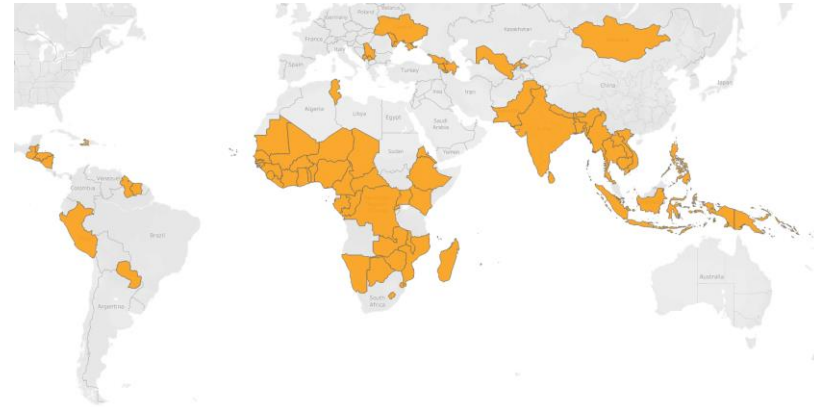 Poland
Belarus
Germany
France
Italy
Spain
Turkey
Kazakhstan
China
Japan
Iraq
Iran
Algeria
Libya
Egypt
Saudi
Arabia
Sudan
Yemen
Venezuela
Colombia
Brazil
South
Africa
Australia
Argentina